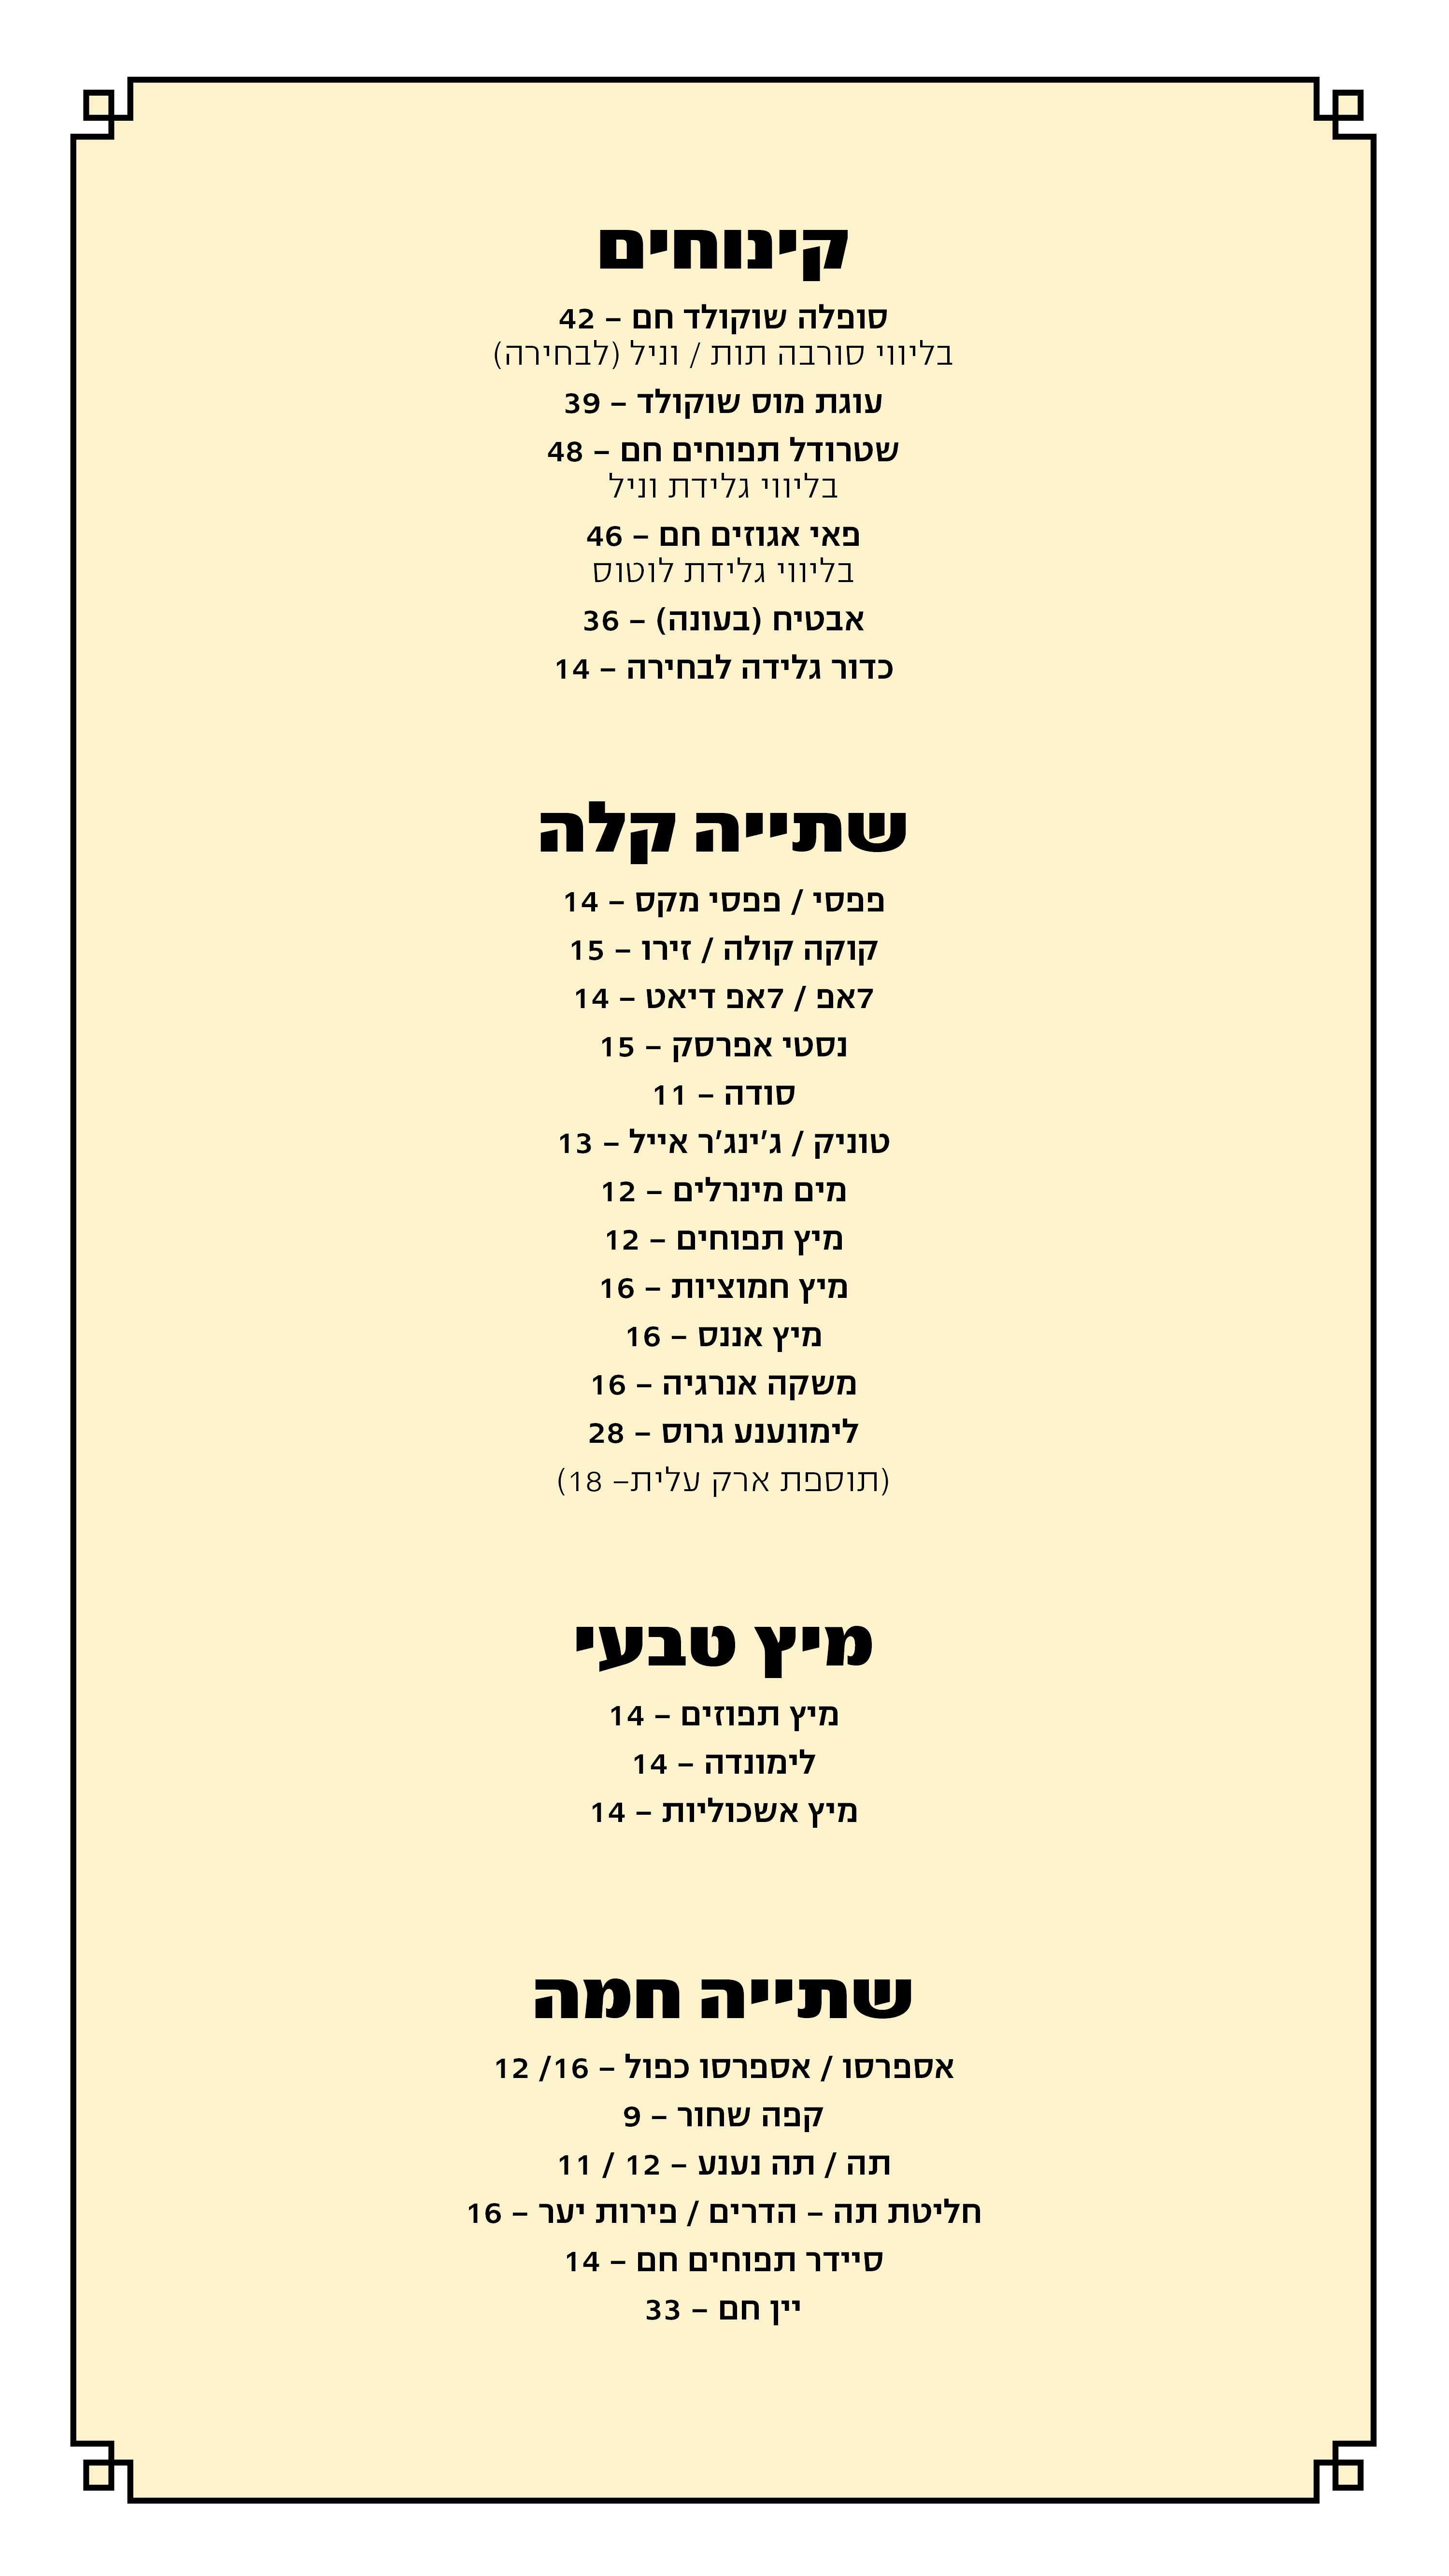 קינוחים
סופלה שוקולד חם – 42
בליווי סורבה תות / וניל (לבחירה)
עוגת מוס שוקולד – 39
שטרודל תפוחים חם – 48
בליווי גלידת וניל
פאי אגוזים חם – 46
בליווי גלידת לוטוס
אבטיח (בעונה) – 36
כדור גלידה לבחירה – 14
שתייה קלה
פפסי / פפסי מקס – 14
קוקה קולה / זירו – 15
7אפ / 7אפ דיאט – 14
נסטי אפרסק – 15
סודה – 11
טוניק / ג'ינג'ר אייל – 13
מים מינרלים – 12
מיץ תפוחים – 12
מיץ חמוציות – 16
מיץ אננס – 16
משקה אנרגיה – 16
לימונענע גרוס – 28
(תוספת ארק עלית– 18)
מיץ טבעי
מיץ תפוזים – 14
לימונדה – 14
מיץ אשכוליות – 14
שתייה חמה
אספרסו / אספרסו כפול – 16/ 12
קפה שחור – 9
תה / תה נענע – 12 / 11
חליטת תה – הדרים / פירות יער – 16
סיידר תפוחים חם – 14
יין חם – 33